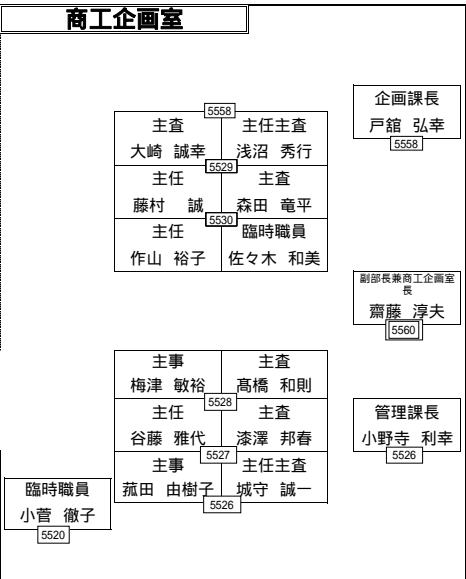 商工企画室
企画課長
戸舘 弘幸
5558
5558
主査 主任主査
大崎 誠幸 浅沼 秀行
5529
主任 主査
藤村 誠 森田 竜平
5530
主任 臨時職員
作山 裕子 佐々木 和美
副部長兼商工企画室
長
齋藤 淳夫
5560
主事 主査
梅津 敏裕 髙橋 和則
5528
主任 主査
谷藤 雅代 漆澤 邦春
5527
主事 主任主査
菰田 由樹子 城守 誠一
5526
管理課長
小野寺 利幸
5526
臨時職員
小菅 徹子
5520